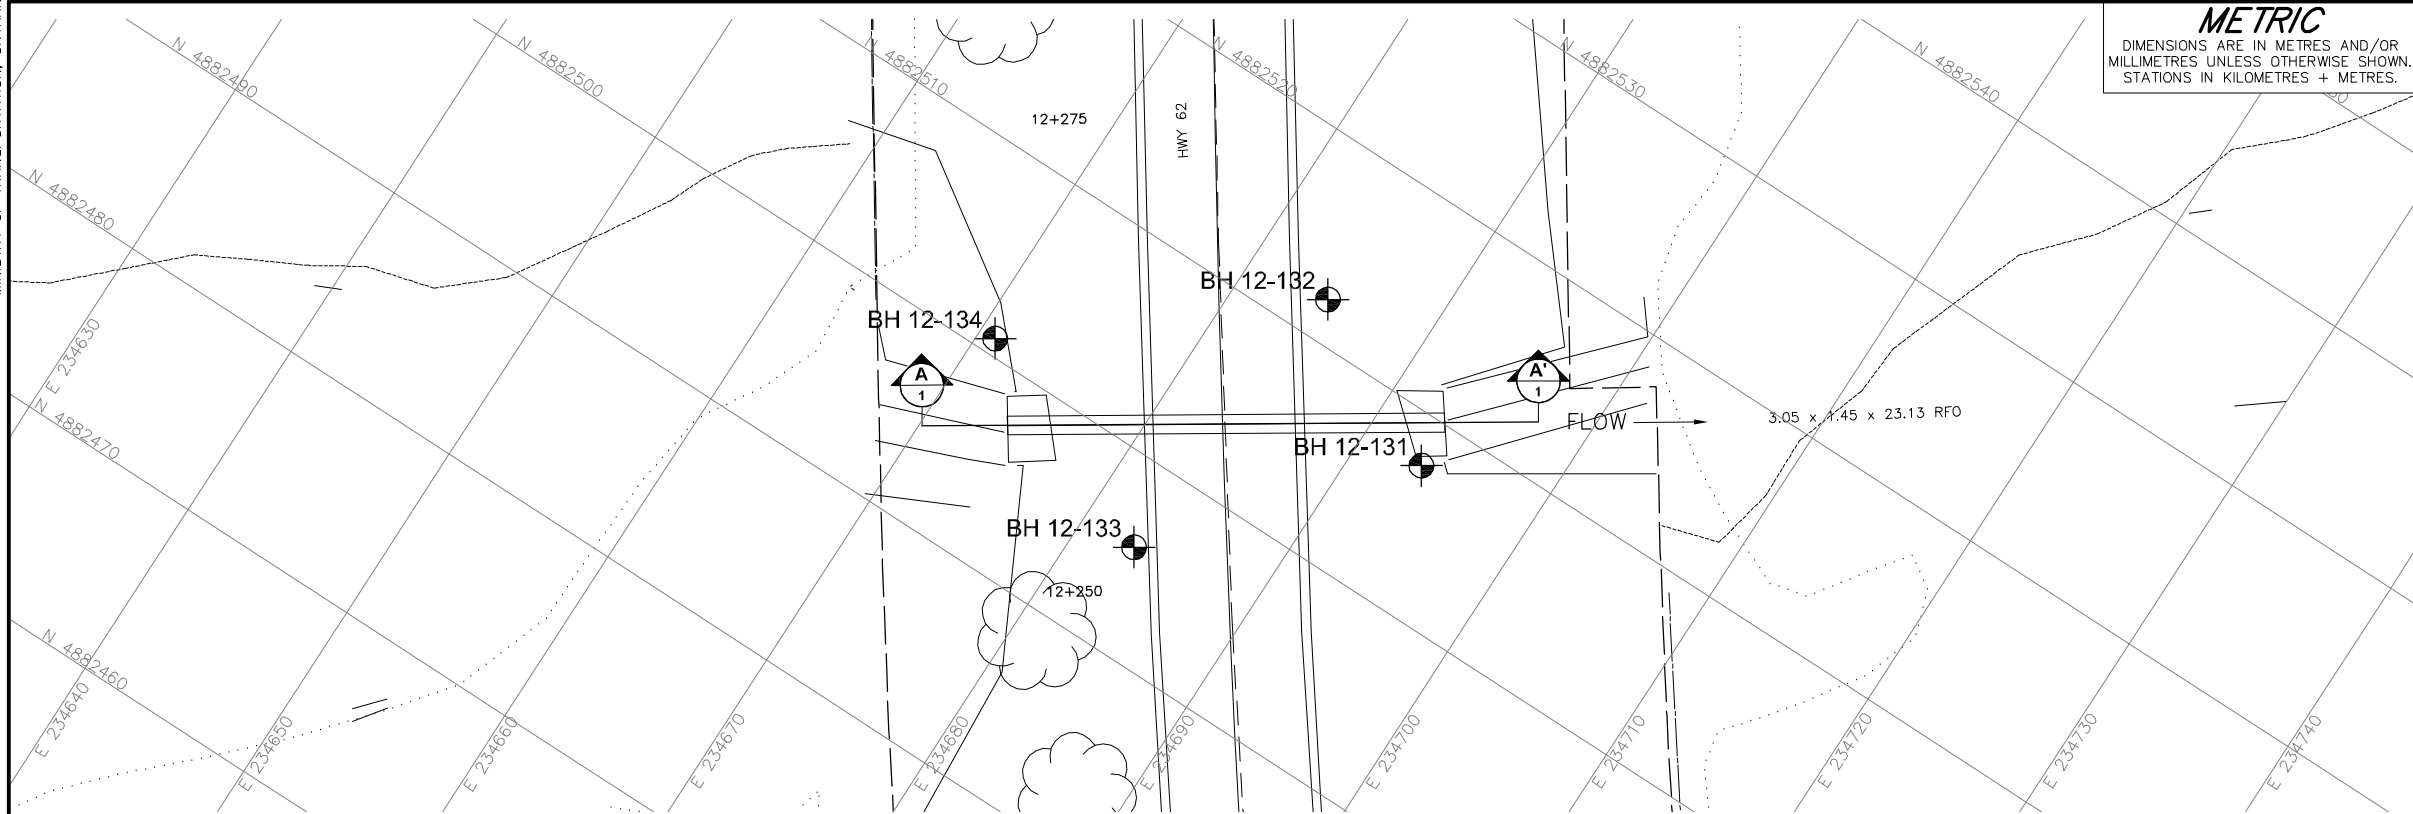 METRIC
DIMENSIONS ARE IN METRES AND/OR
MILLIMETRES UNLESS OTHERWISE SHOWN.
STATIONS IN KILOMETRES + METRES.
N 4882490
N 4882500
N 4882510
N 4882520
N 4882530
N 4882540
12+275
HWY 62
N 4882480
BH 12-132
BH 12-134
E 234630
A
1
A'
1
N 4882470
FLOW
3.05 x 1.45 x 23.13 RFO
BH 12-131
BH 12-133
12+250
N 4882460
E 234640
E 234650
E 234660
E 234670
E 234680
E 234690
E 234700
E 234710
E 234720
E 234730
E 234740